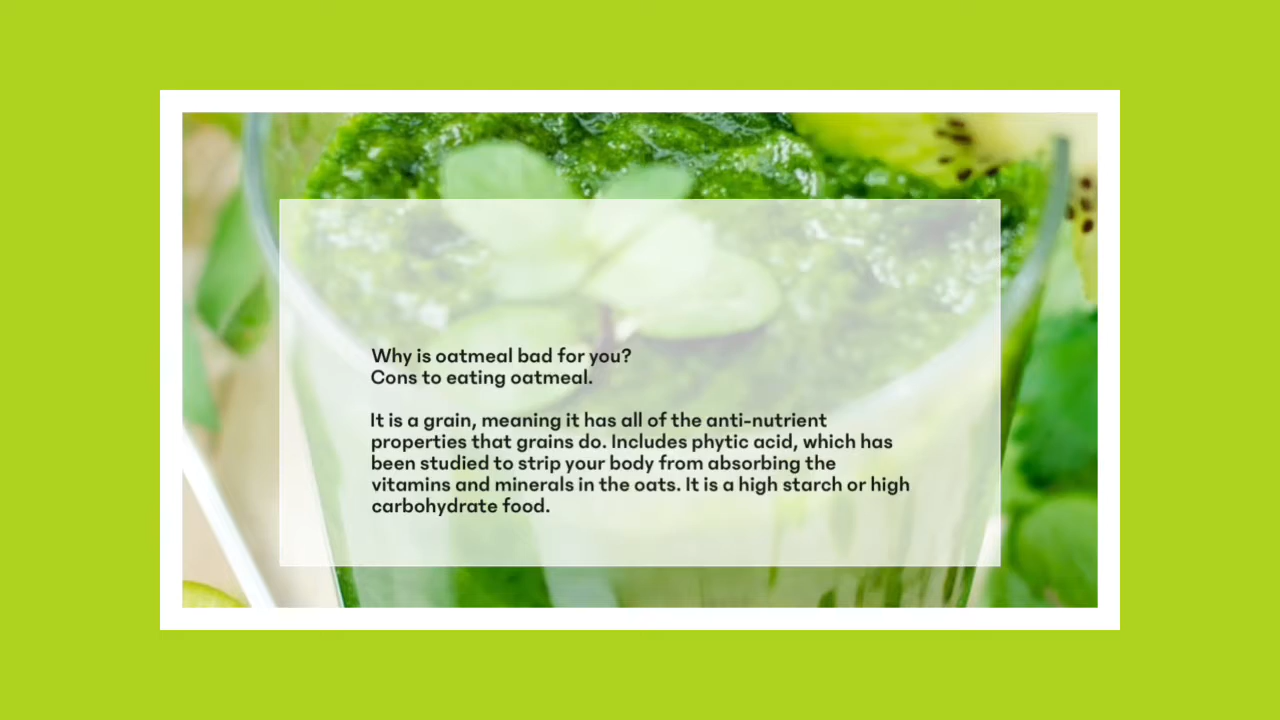 Why is oatmeal bad for you?
Cons to eating oatmeal.
It is a grain, meaning it has all of the anti-nutrient
properties that grains do. Includes phytic acid, which has
been studied to strip your body from absorbing the
vitamins and minerals in the oats. It is a high starch or high
carbohydrate food.